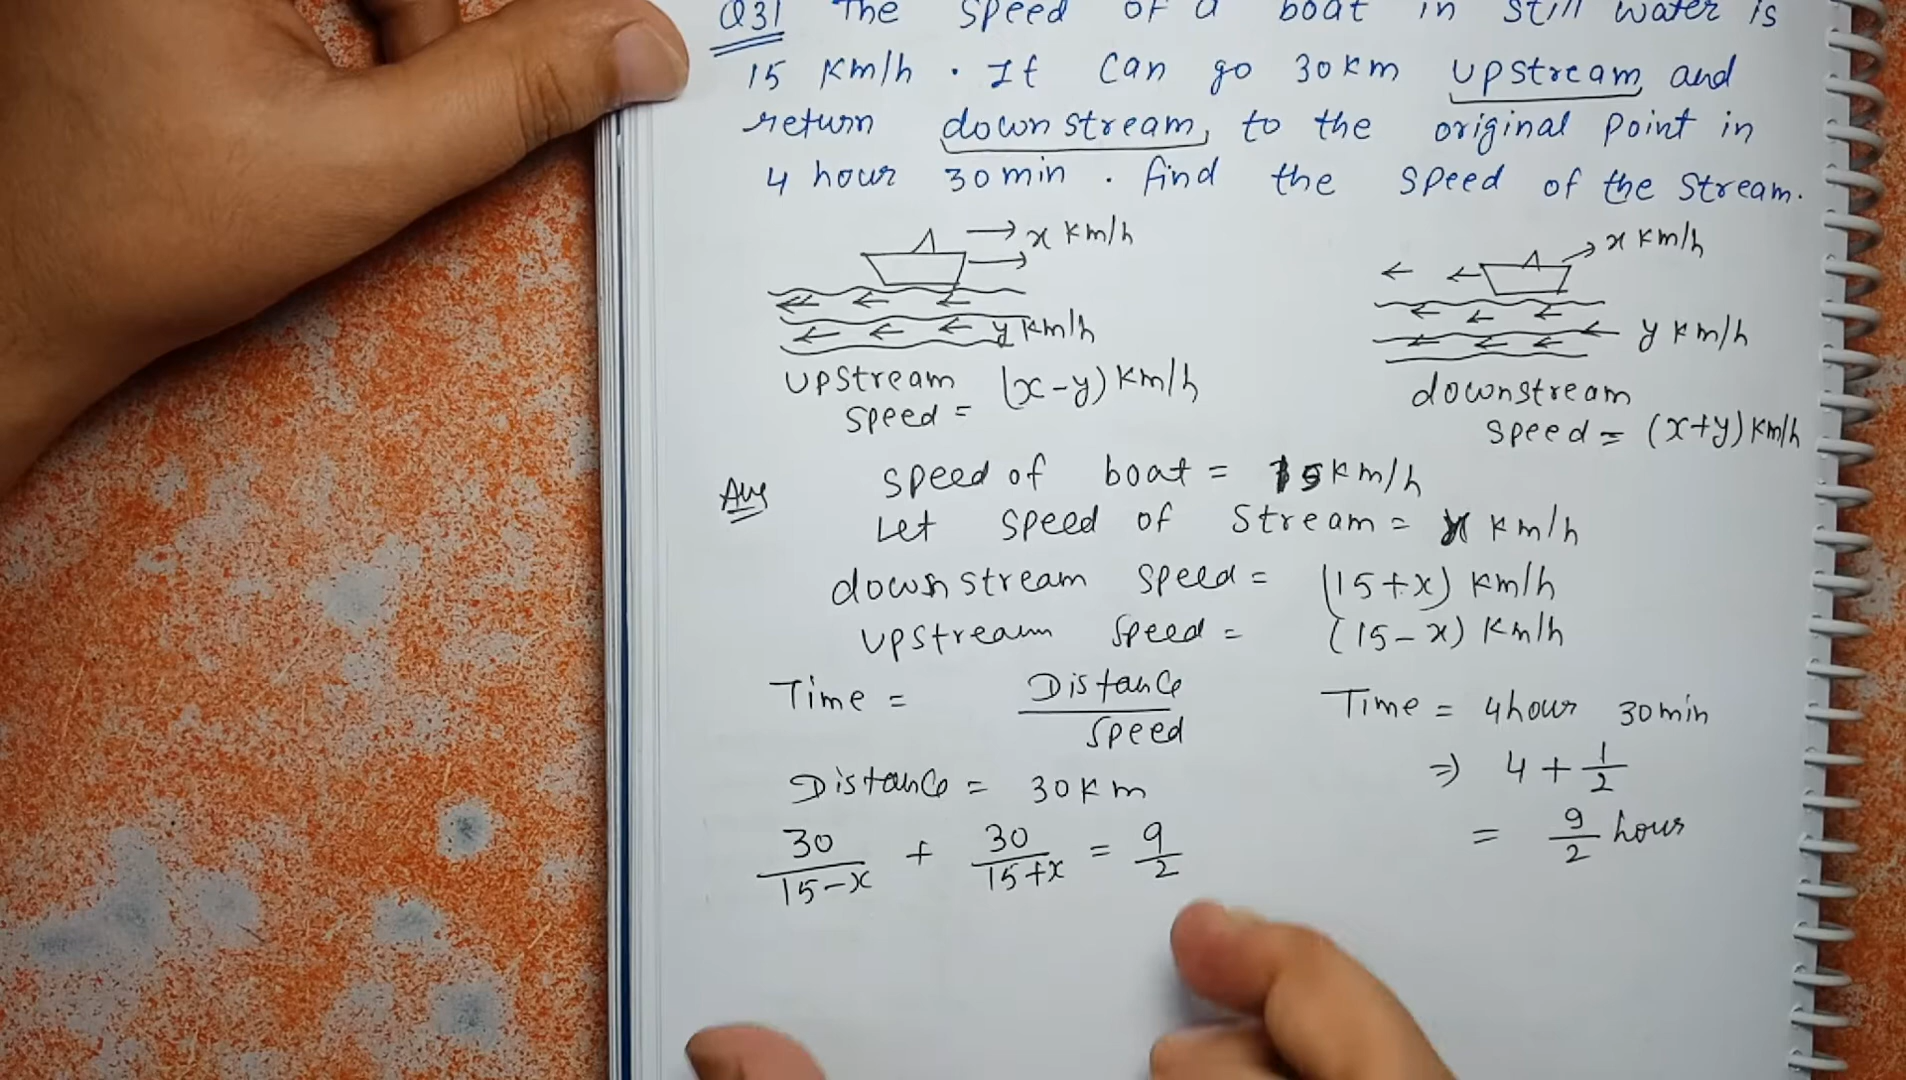 Q31 The speed of a boat in still water is
15 Km/h . It can go 30km upstream and
return downstream, to the original point in
4 hour 30min . find the speed of the stream.
x km/h
y km/h
upstream speed = (x-y) km/h
x km/h
y km/h
downstream
speed = (x+y) km/h
Ans speed of boat = 15km/h
Let speed of stream = x km/h
downstream speed = (15+x) km/h
upstream speed = (15-x) km/h
Time = Distance/speed
Time = 4hour 30min
⇒ 4 + 1/2
= 9/2 hour
Distance = 30km
30/15-x + 30/15+x = 9/2